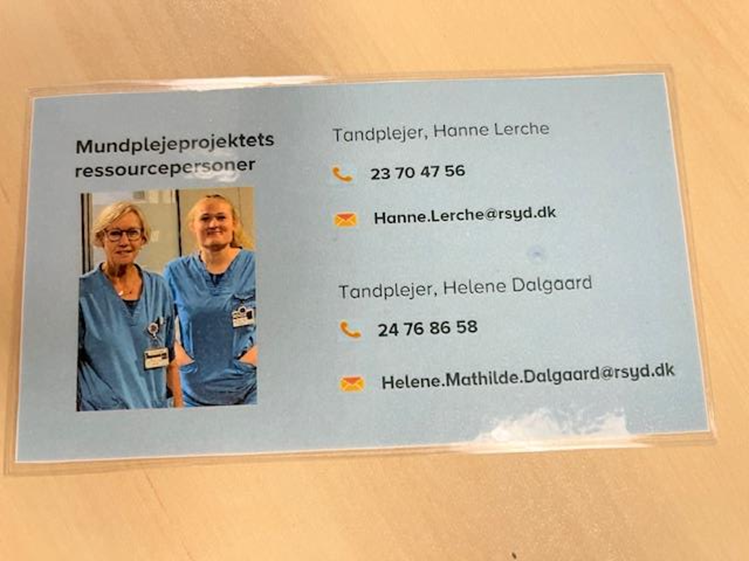 Mundplejeprojektets
ressourcepersoner
Tandplejer, Hanne Lerche
23 70 47 56
Hanne.Lerche@rsyd.dk
Tandplejer, Helene Dalgaard
24 76 86 58
Helene.Mathilde.Dalgaard@rsyd.dk